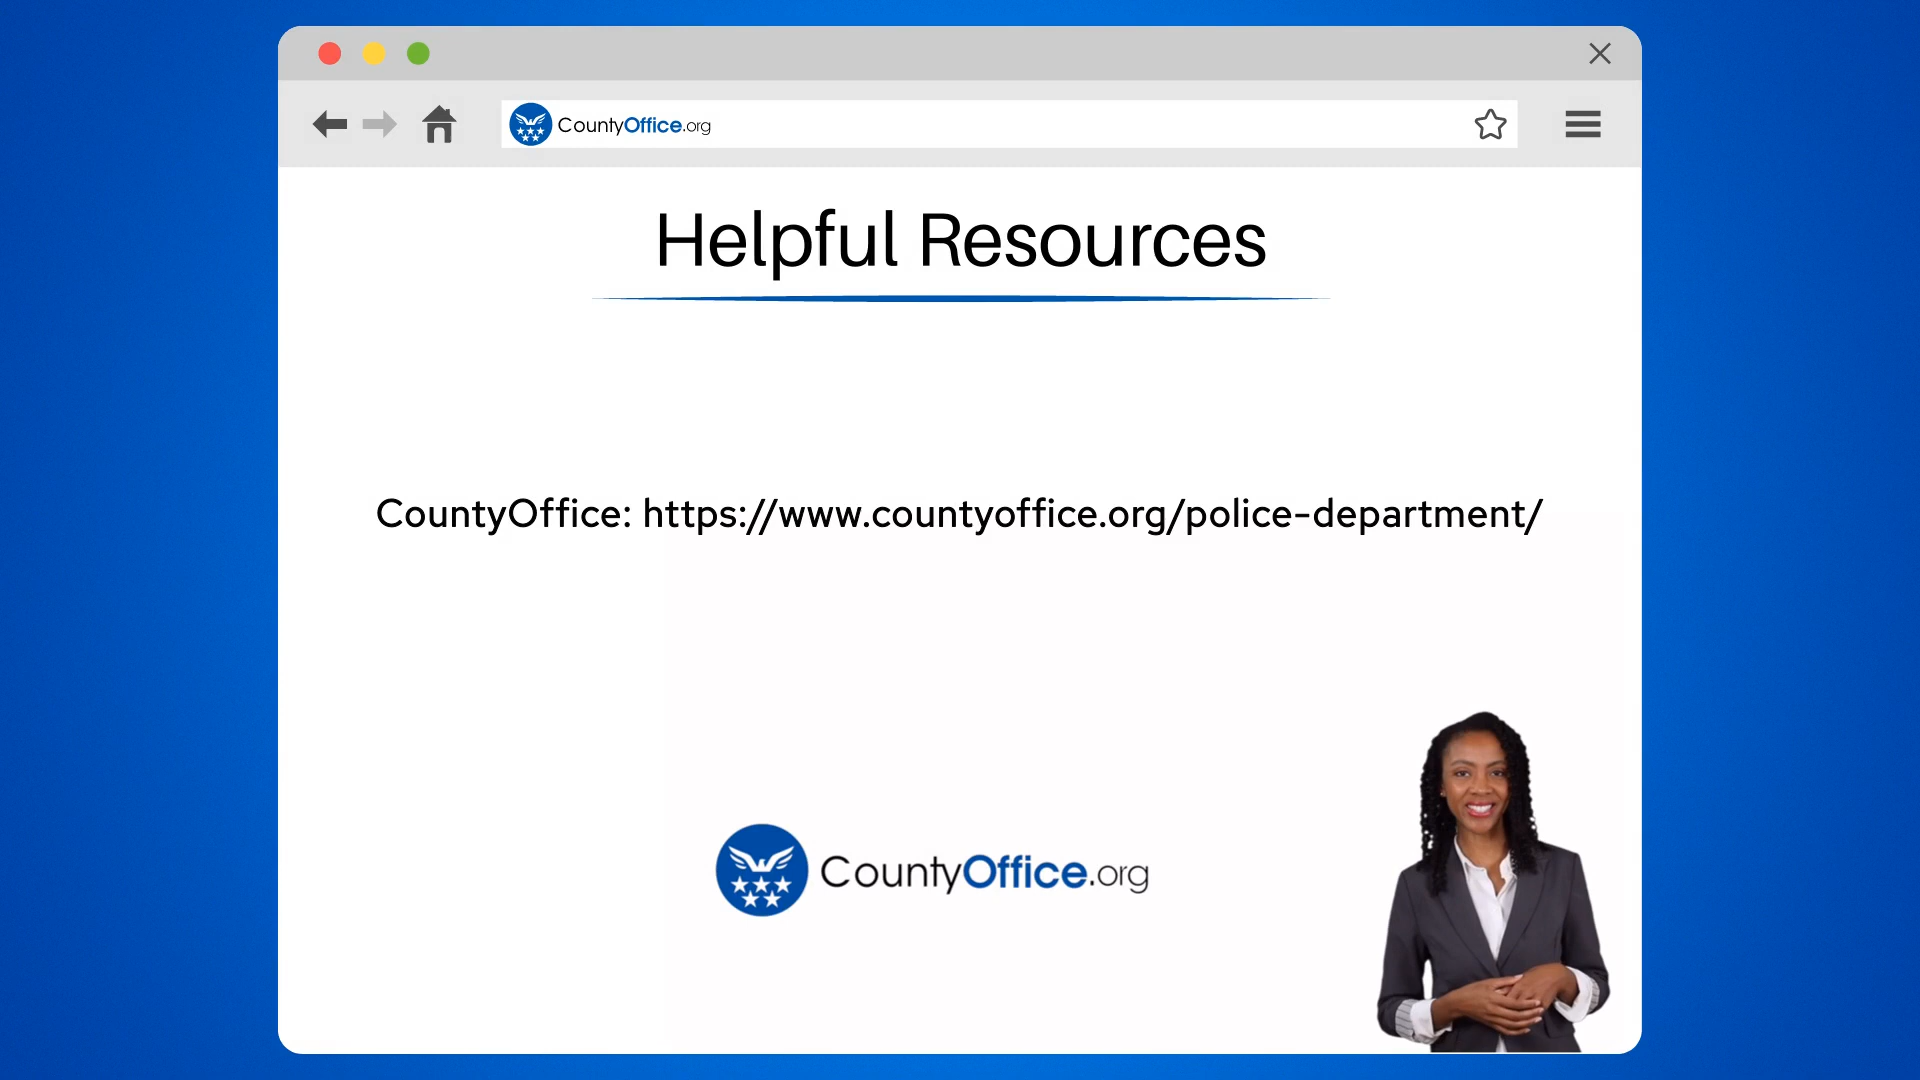 CountyOffice.org
Helpful Resources
CountyOffice: https://www.countyoffice.org/police-department/
CountyOffice.org